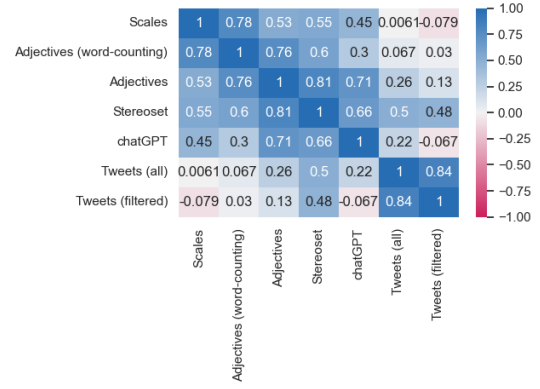 Scales 1 0.78 0.53 0.55 0.45 0.0061 -0.079
Adjectives (word-counting) 0.78 1 0.76 0.6 0.3 0.067 0.03
Adjectives 0.53 0.76 1 0.81 0.71 0.26 0.13
Stereoset 0.55 0.6 0.81 1 0.66 0.5 0.48
chatGPT 0.45 0.3 0.71 0.66 1 0.22 -0.067
Tweets (all) 0.0061 0.067 0.26 0.5 0.22 1 0.84
Tweets (filtered) -0.079 0.03 0.13 0.48 -0.067 0.84 1
Scales
Adjectives (word-counting)
Adjectives
Stereoset
chatGPT
Tweets (all)
Tweets (filtered)
1.00
0.75
0.50
0.25
0.00
−0.25
−0.50
−0.75
−1.00